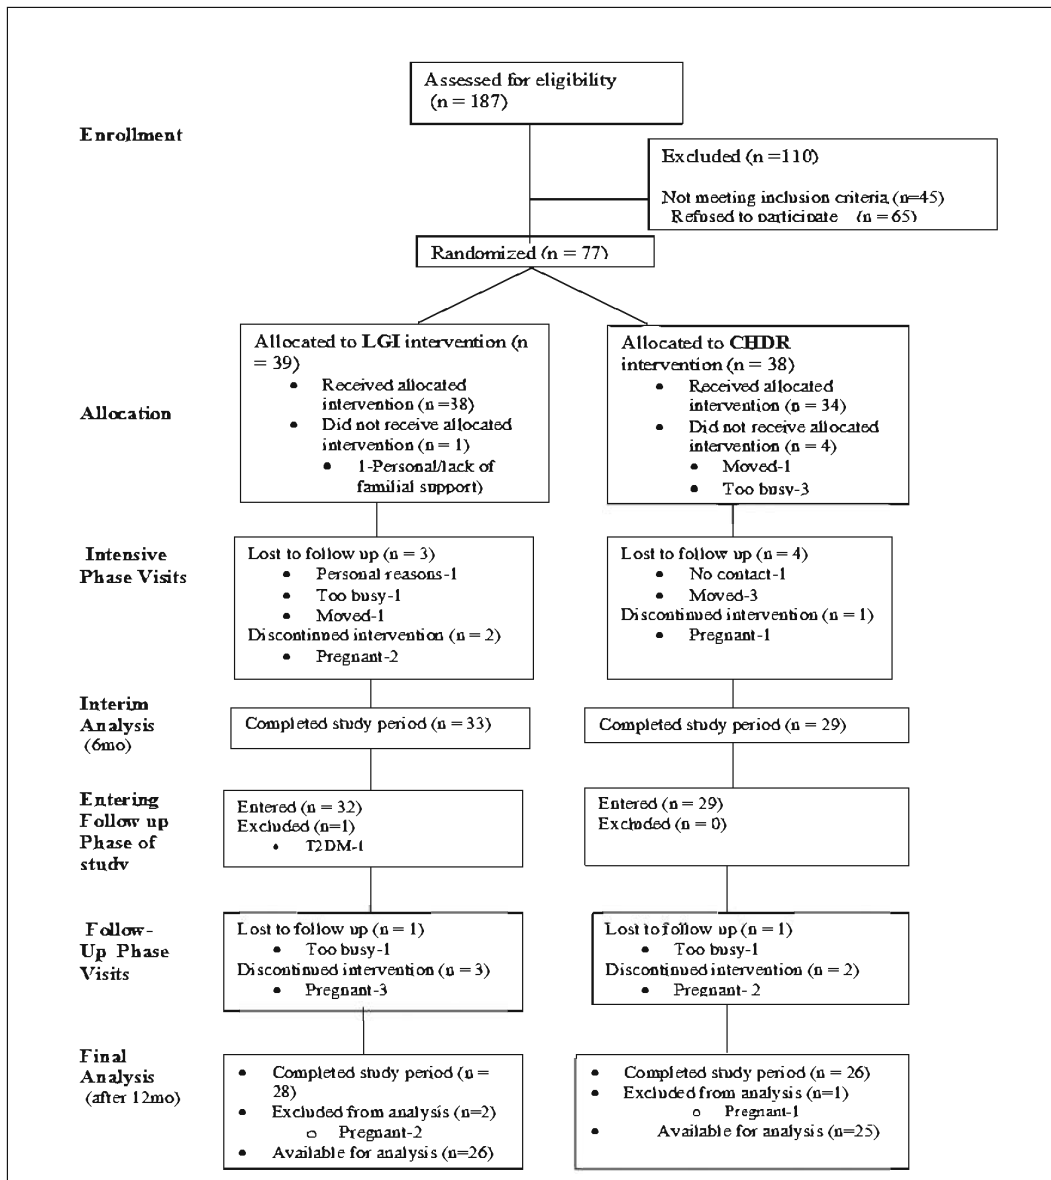 Assessed for eligibility
(n = 187)
Enrollment
Excluded (n =110)
Not meeting inclusion criteria (n=45)
Refused to participate (n = 65)
Randomized (n = 77)
Allocated to LGI intervention (n
= 39)
• Received allocated
intervention (n =38)
• Did not receive allocated
intervention (n = 1)
• 1-Personal/lack of
familial support)
Allocated to CHDR
intervention (n = 38)
• Received allocated
intervention (n = 34)
• Did not receive allocated
intervention (n = 4)
• Moved-1
• Too busy-3
Allocation
Intensive
Phase Visits
Lost to follow up (n = 3)
• Personal reasons-1
• Too busy-1
• Moved-1
Discontinued intervention (n = 2)
• Pregnant-2
Lost to follow up (n = 4)
• No contact-1
• Moved-3
Discontinued intervention (n = 1)
• Pregnant-1
Interim
Analysis
(6mo)
Completed study period (n = 33)
Completed study period (n = 29)
Entering
Follow up
Phase of
study
Entered (n = 32)
Excluded (n=1)
• T2DM-1
Entered (n = 29)
Excluded (n = 0)
Follow-
Up Phase
Visits
Lost to follow up (n = 1)
• Too busy-1
Discontinued intervention (n = 3)
• Pregnant-3
Lost to follow up (n = 1)
• Too busy-1
Discontinued intervention (n = 2)
• Pregnant- 2
Final
Analysis
(after 12mo)
• Completed study period (n =
28)
• Excluded from analysis (n=2)
o Pregnant-2
• Available for analysis (n=26)
• Completed study period (n = 26)
• Excluded from analysis (n=1)
o Pregnant-1
• Available for analysis (n=25)